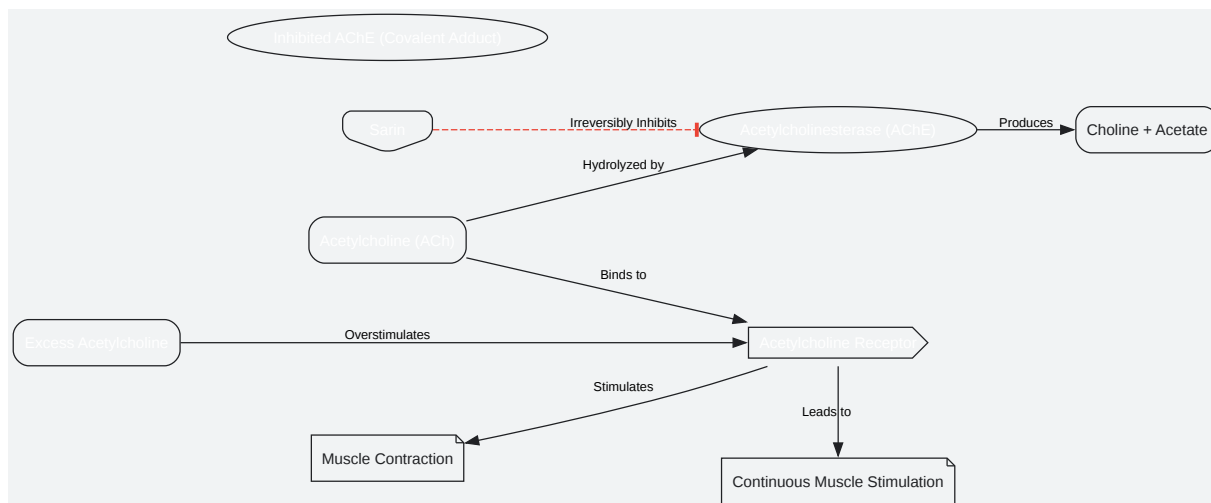 Inhibited AChE (Covalent Adduct)
Sarin
Irreversibly Inhibits
Acetylcholinesterase (AChE)
Produces
Choline + Acetate
Hydrolyzed by
Acetylcholine (ACh)
Binds to
Excess Acetylcholine
Overstimulates
Acetylcholine Receptor
Stimulates
Leads to
Muscle Contraction
Continuous Muscle Stimulation